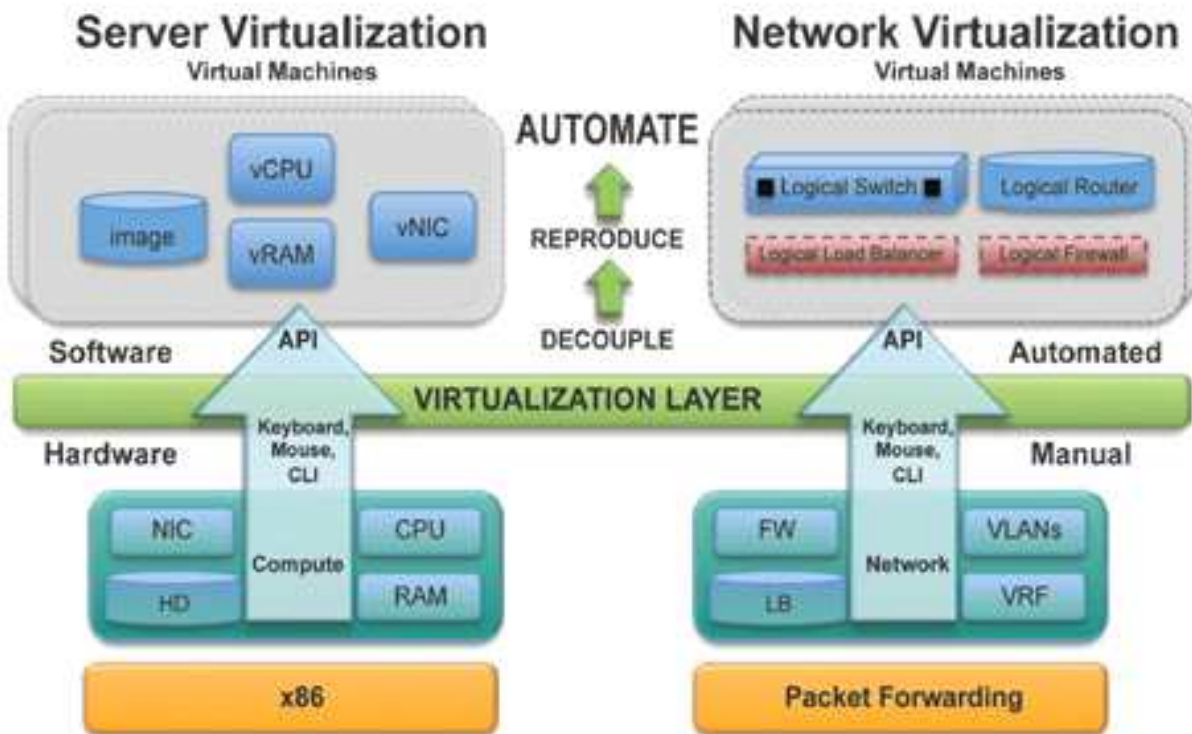 Server Virtualization
Virtual Machines
Network Virtualization
Virtual Machines
vCPU
image
vRAM
vNIC
AUTOMATE
REPRODUCE
DECOUPLE
Logical Switch
Logical Router
Logical Load Balancer
Logical Firewall
Software
API
API
Automated
VIRTUALIZATION LAYER
Hardware
Keyboard,
Mouse,
CLI
Keyboard,
Mouse,
CLI
Manual
NIC
CPU
Compute
HD
RAM
FW
VLANs
Network
LB
VRF
x86
Packet Forwarding